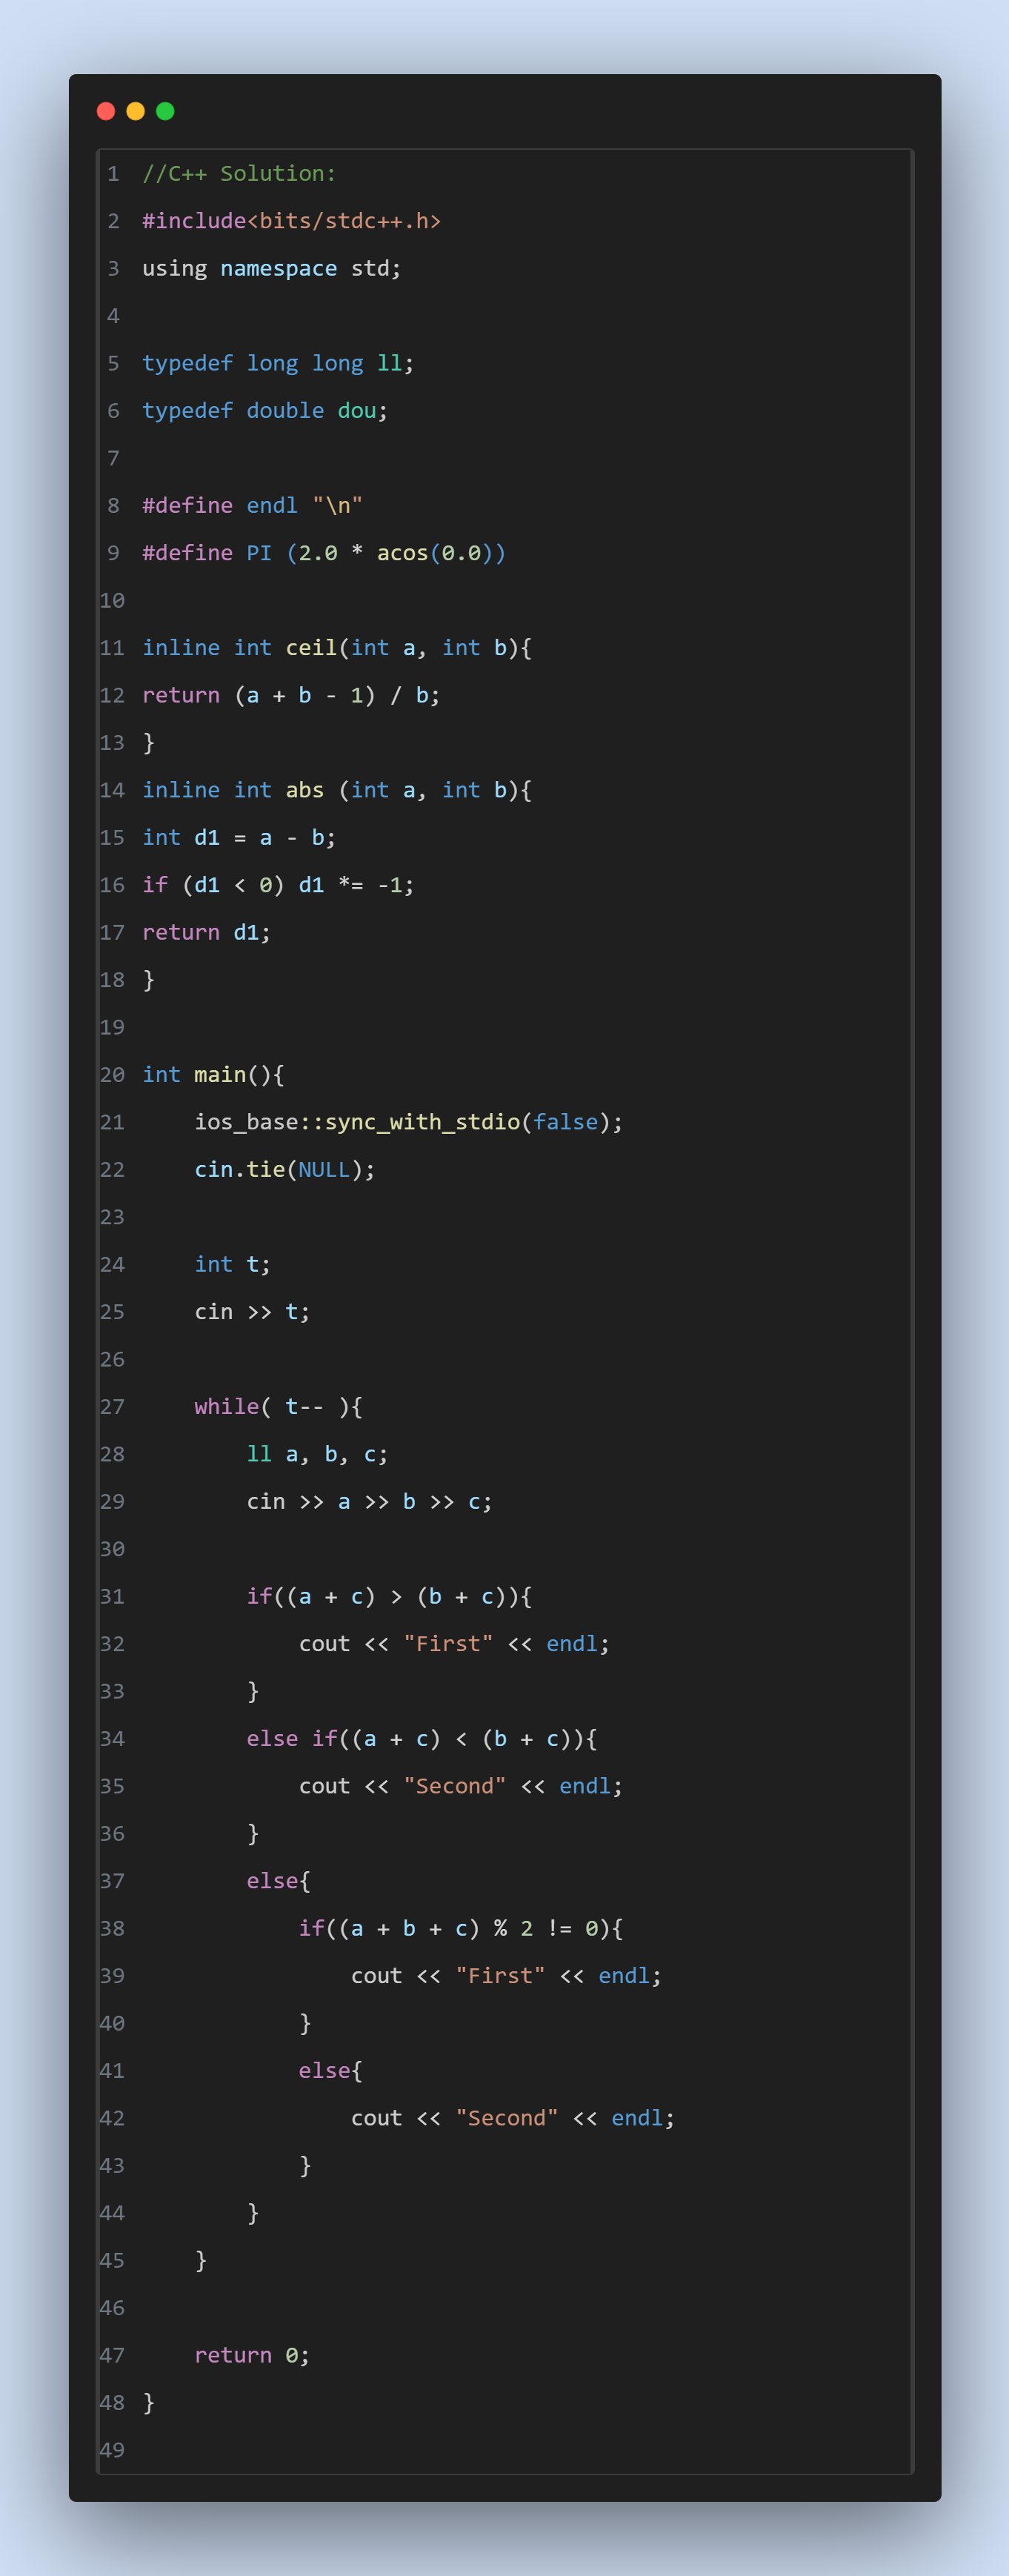 1 //C++ Solution:
2 #include<bits/stdc++.h>
3 using namespace std;
4
5 typedef long long ll;
6 typedef double dou;
7
8 #define endl "\n"
9 #define PI (2.0 * acos(0.0))
10
11 inline int ceil(int a, int b){
12 return (a + b - 1) / b;
13 }
14 inline int abs (int a, int b){
15 int d1 = a - b;
16 if (d1 < 0) d1 *= -1;
17 return d1;
18 }
19
20 int main(){
21     ios_base::sync_with_stdio(false);
22     cin.tie(NULL);
23
24     int t;
25     cin >> t;
26
27     while( t-- ){
28         ll a, b, c;
29         cin >> a >> b >> c;
30
31         if((a + c) > (b + c)){
32             cout << "First" << endl;
33         }
34         else if((a + c) < (b + c)){
35             cout << "Second" << endl;
36         }
37         else{
38             if((a + b + c) % 2 != 0){
39                 cout << "First" << endl;
40             }
41             else{
42                 cout << "Second" << endl;
43             }
44         }
45     }
46
47     return 0;
48 }
49